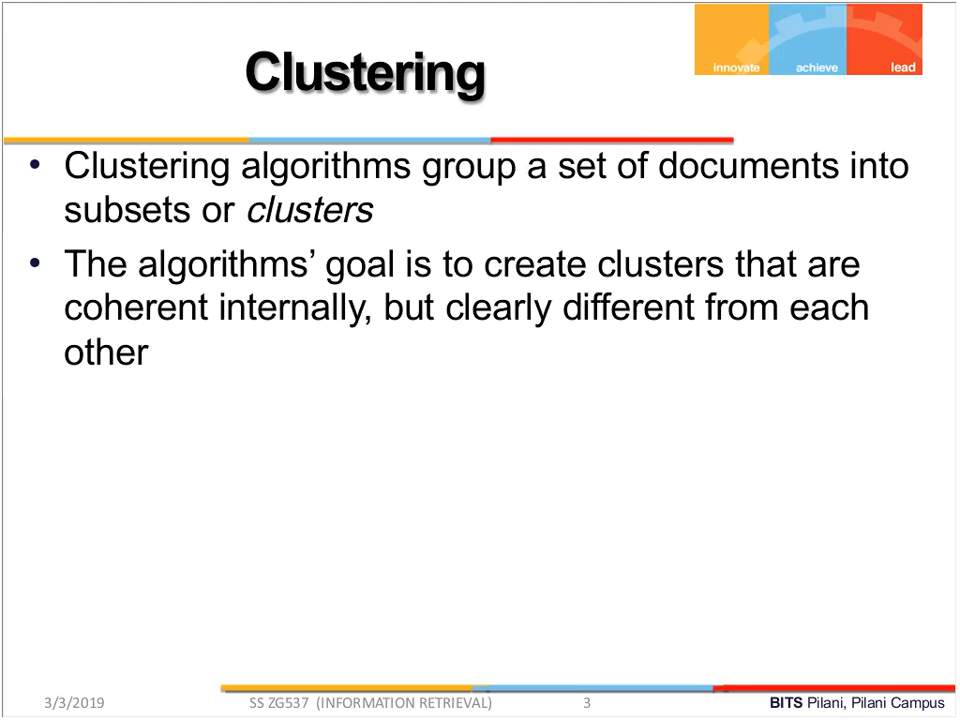 innovate achieve lead
Clustering
• Clustering algorithms group a set of documents into
subsets or clusters
• The algorithms’ goal is to create clusters that are
coherent internally, but clearly different from each
other
3/3/2019 SS ZG537 (INFORMATION RETRIEVAL) 3 BITS Pilani, Pilani Campus